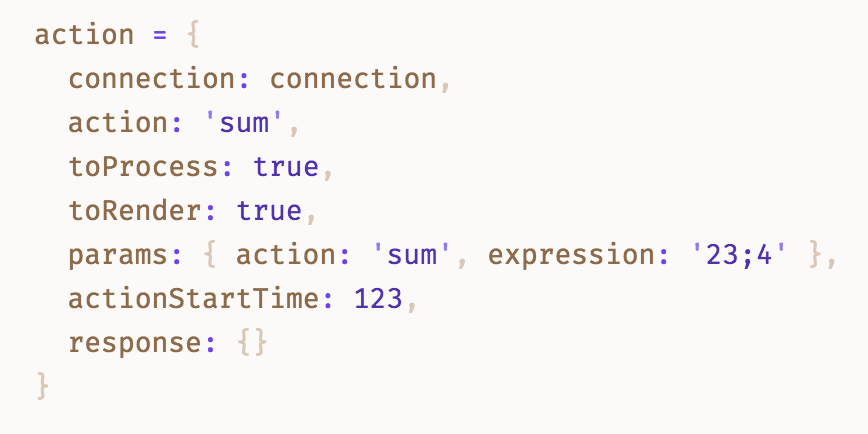 action = {
  connection: connection,
  action: 'sum',
  toProcess: true,
  toRender: true,
  params: { action: 'sum', expression: '23;4' },
  actionStartTime: 123,
  response: {}
}